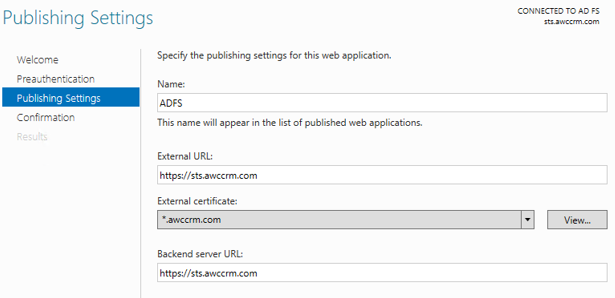 Publishing Settings
CONNECTED TO AD FS
sts.awccrm.com
Welcome
Preauthentication
Publishing Settings
Confirmation
Results
Specify the publishing settings for this web application.
Name:
ADFS
This name will appear in the list of published web applications.
External URL:
https://sts.awccrm.com
External certificate:
*.awccrm.com
View...
Backend server URL:
https://sts.awccrm.com